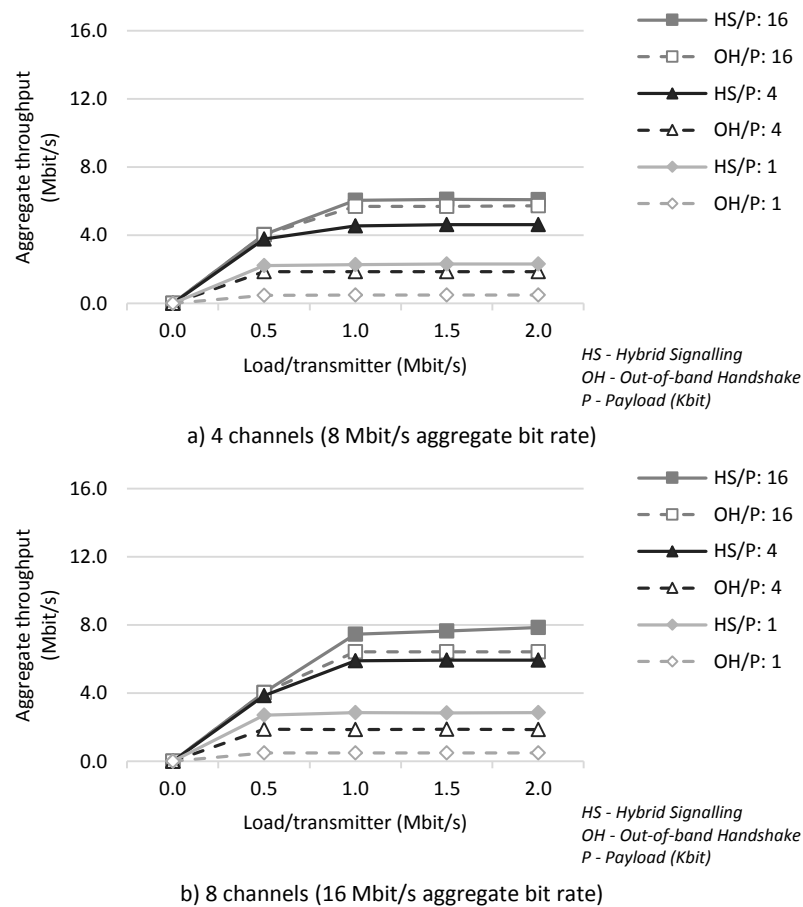 16.0
12.0
8.0
4.0
0.0
Aggregate throughput
(Mbit/s)
0.0 0.5 1.0 1.5 2.0
Load/transmitter (Mbit/s)
HS/P: 16
OH/P: 16
HS/P: 4
OH/P: 4
HS/P: 1
OH/P: 1
HS - Hybrid Signalling
OH - Out-of-band Handshake
P - Payload (Kbit)
a) 4 channels (8 Mbit/s aggregate bit rate)
16.0
12.0
8.0
4.0
0.0
Aggregate throughput
(Mbit/s)
0.0 0.5 1.0 1.5 2.0
Load/transmitter (Mbit/s)
HS/P: 16
OH/P: 16
HS/P: 4
OH/P: 4
HS/P: 1
OH/P: 1
HS - Hybrid Signalling
OH - Out-of-band Handshake
P - Payload (Kbit)
b) 8 channels (16 Mbit/s aggregate bit rate)